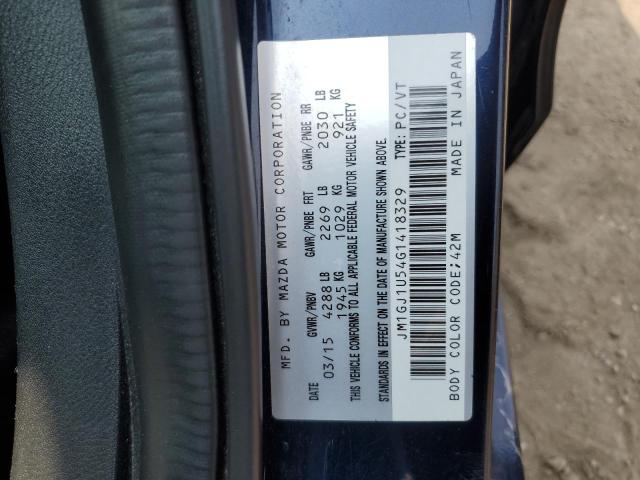 MFD. BY MAZDA MOTOR CORPORATION
DATE GVWR/PNBV GAWR/PNBE FRT GAWR/PNBE RR
03/15 4288 LB 2269 LB 2030 LB
1945 KG 1029 KG 921 KG
THIS VEHICLE CONFORMS TO ALL APPLICABLE FEDERAL MOTOR VEHICLE SAFETY
STANDARDS IN EFFECT ON THE DATE OF MANUFACTURE SHOWN ABOVE.
JM1GJ1U54G1418329 TYPE: PC/VT
BODY COLOR CODE;42M MADE IN JAPAN